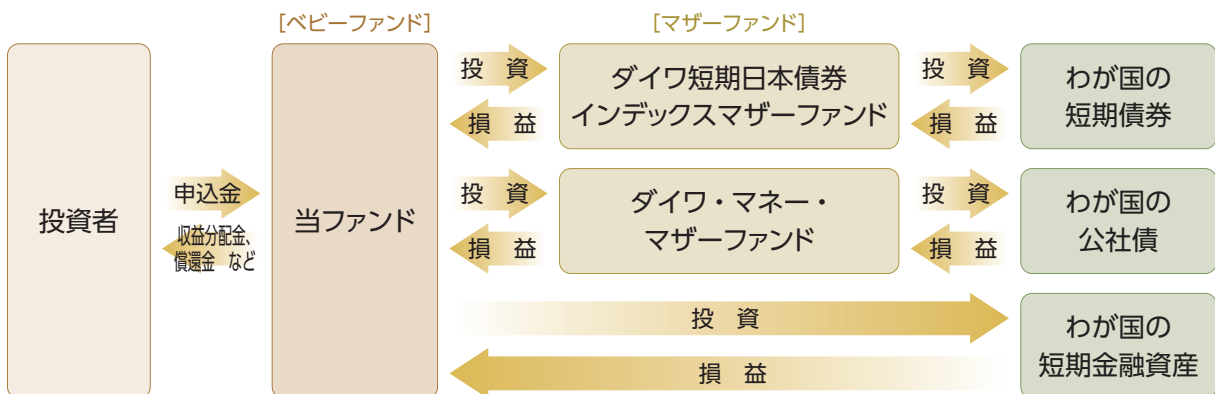 [ベビーファンド]
[マザーファンド]
投資者
申込金
収益分配金、
償還金 など
当ファンド
投 資
損 益
ダイワ短期日本債券
インデックスマザーファンド
投 資
損 益
わが国の
短期債券
投 資
損 益
ダイワ・マネー・
マザーファンド
投 資
損 益
わが国の
公社債
投 資
損 益
わが国の
短期金融資産